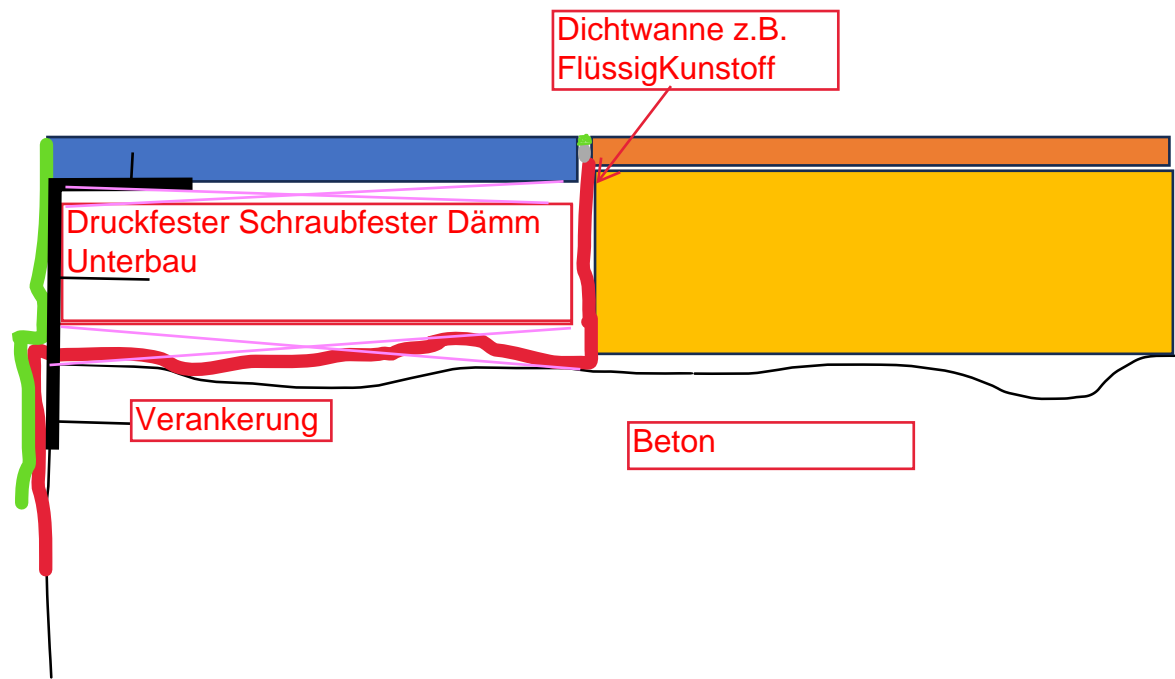 Dichtwanne z.B.
FlüssigKunstoff
Druckfester Schraubfester Dämm
Unterbau
Verankerung
Beton